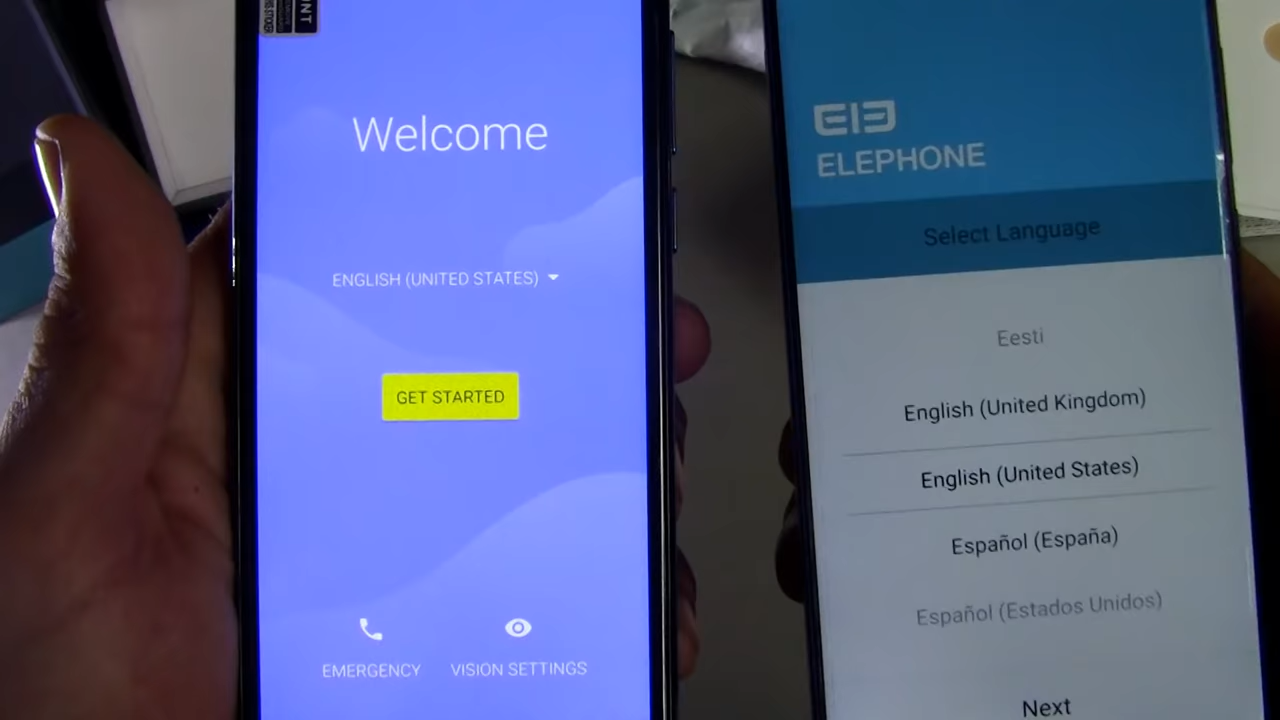 Welcome
ENGLISH (UNITED STATES)
GET STARTED
EMERGENCY
VISION SETTINGS
ELEPHONE
Select Language
Eesti
English (United Kingdom)
English (United States)
Español (España)
Español (Estados Unidos)
Next